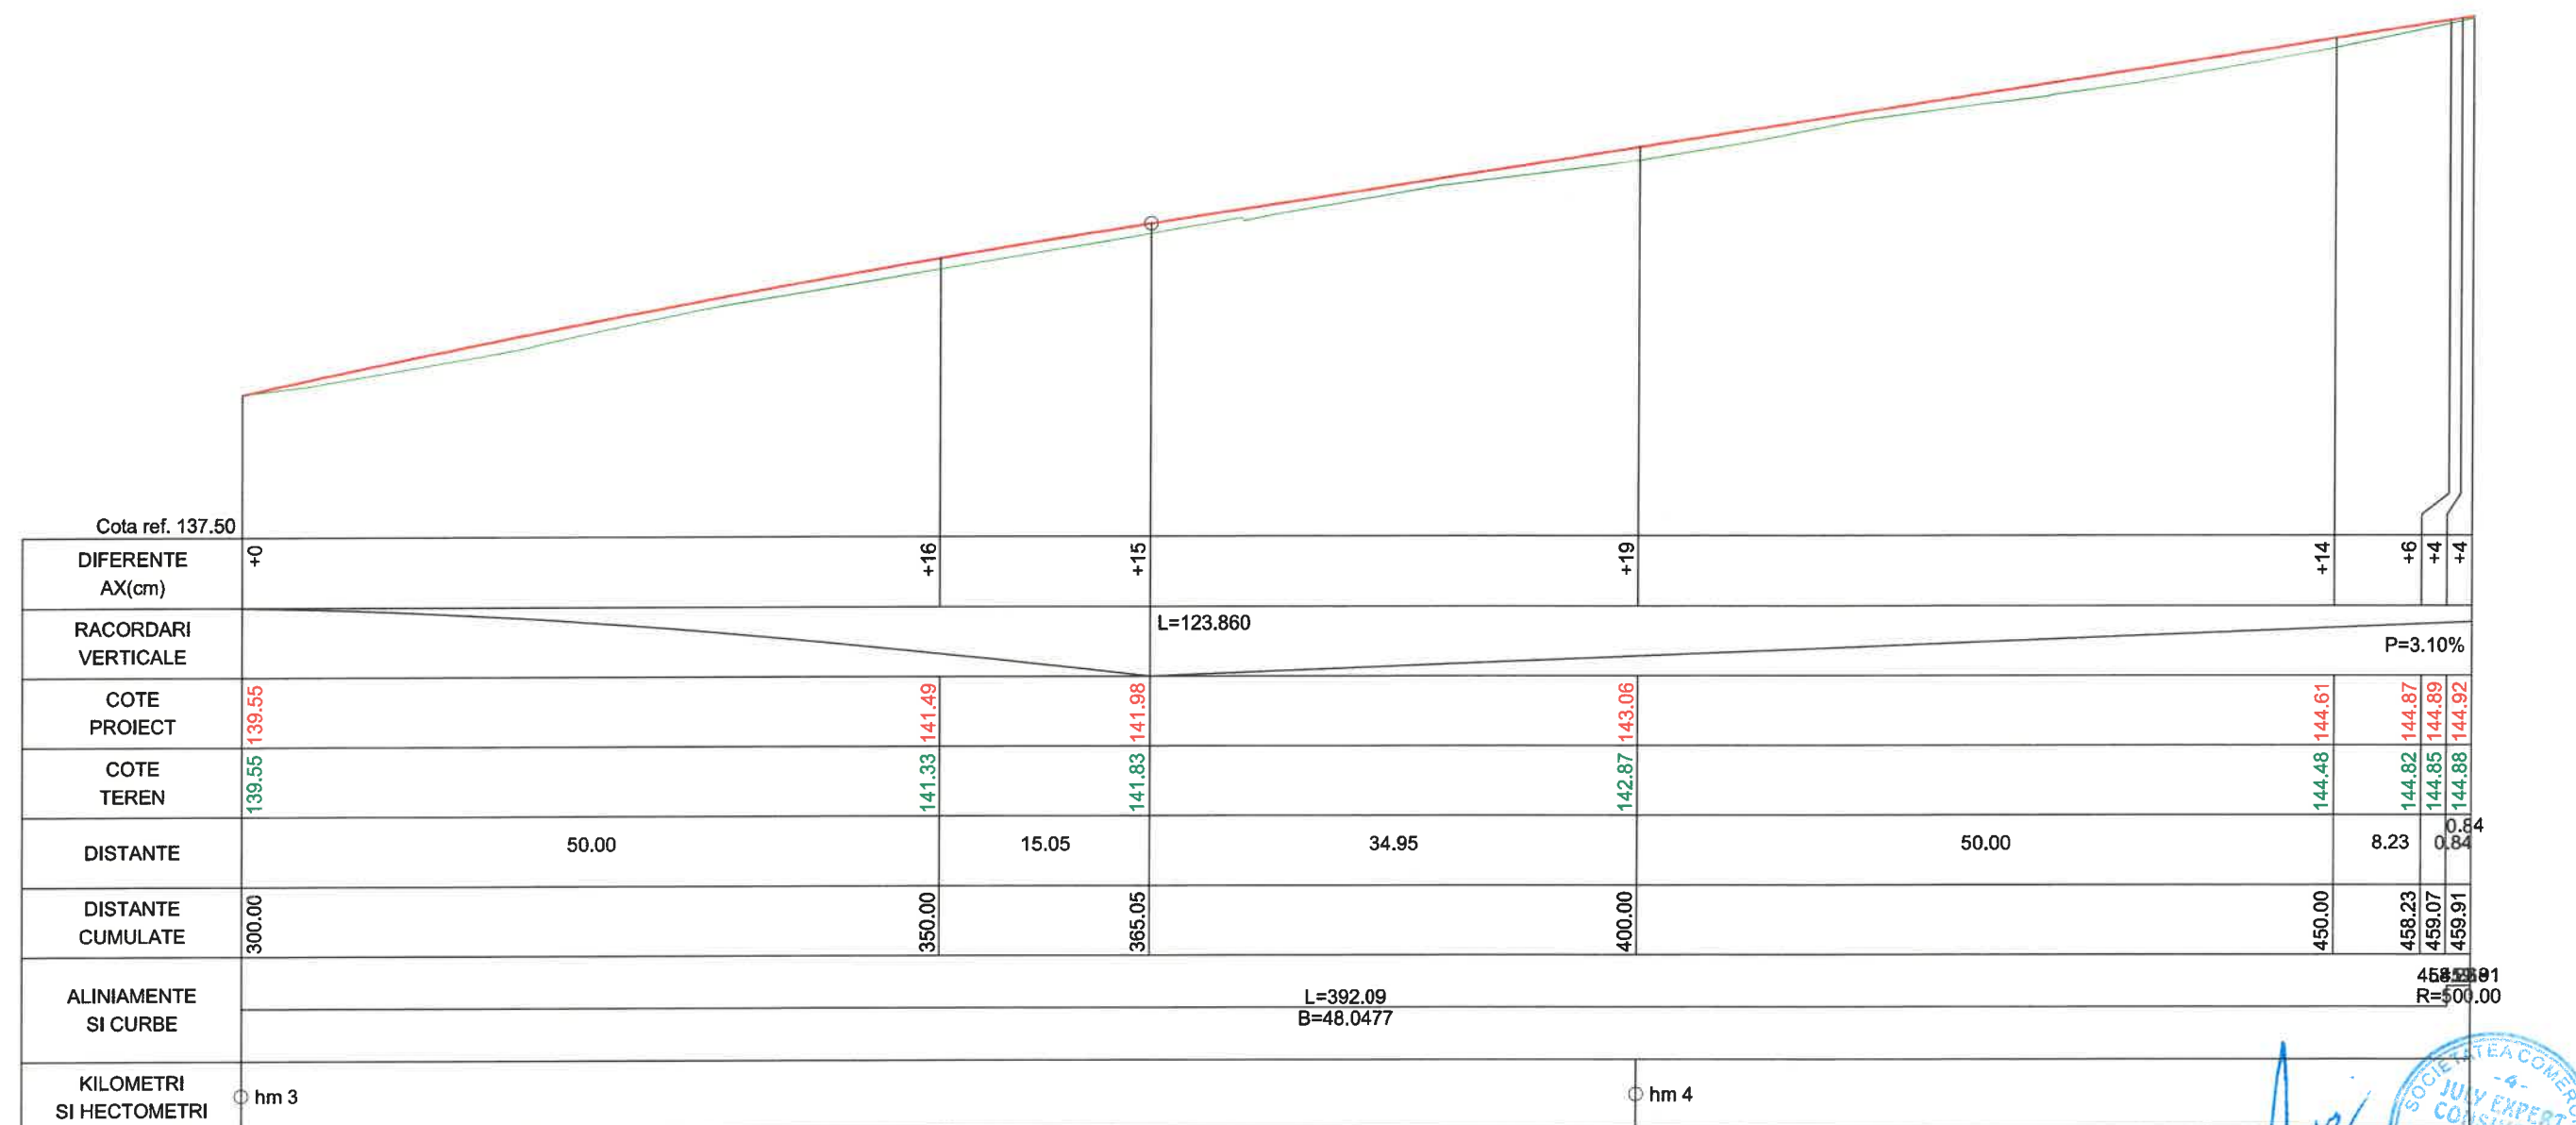 Cota ref. 137.50
DIFERENTE
AX(cm)
+0
+16
+15
+19
+14
+6
+4
+4
RACORDARI
VERTICALE
L=123.860
P=3.10%
COTE
PROIECT
139.55
141.49
141.98
143.06
144.61
144.87
144.89
144.92
COTE
TEREN
139.55
141.33
141.83
142.87
144.48
144.82
144.85
144.88
DISTANTE
50.00
15.05
34.95
50.00
8.23
0.84
0.84
DISTANTE
CUMULATE
300.00
350.00
365.05
400.00
450.00
458.23
459.07
459.91
ALINIAMENTE
SI CURBE
L=392.09
B=48.0477
R=500.00
KILOMETRI
SI HECTOMETRI
hm 3
hm 4
SOCIETATEA
-4-
JULY EXPERT